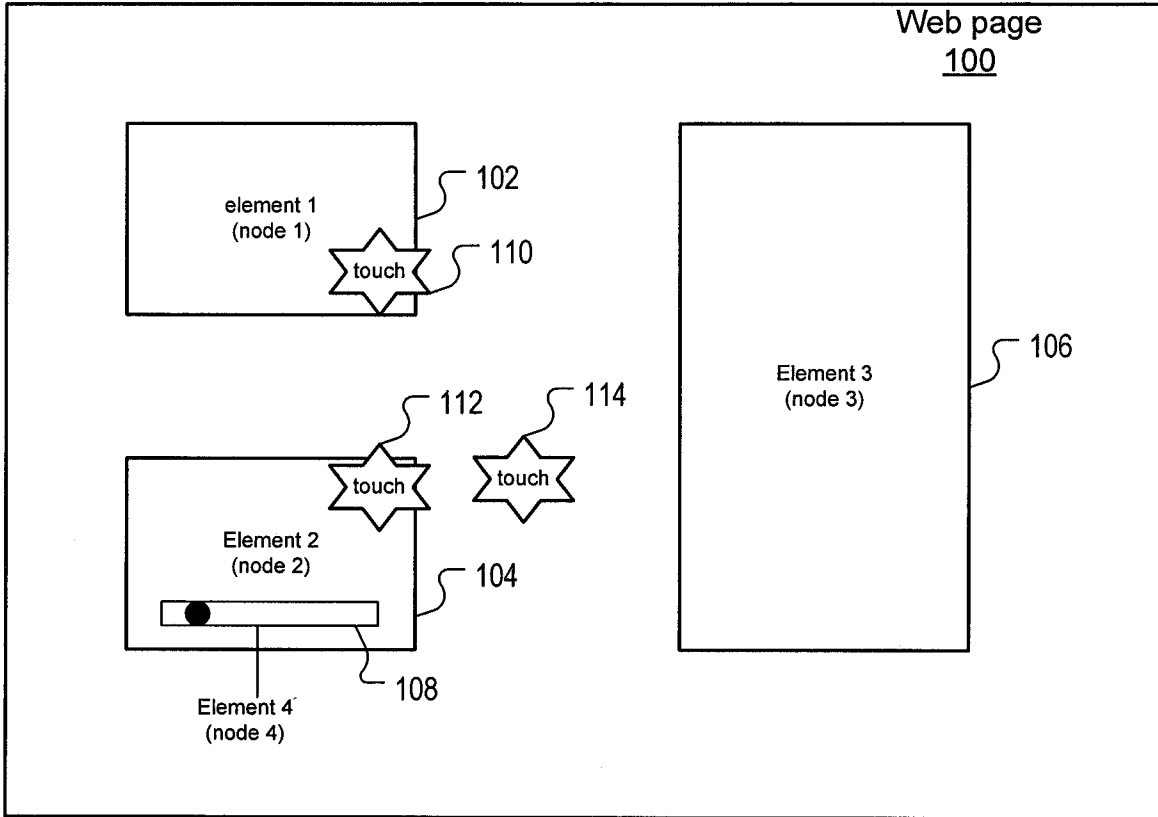 Web page
100
element 1
(node 1)
102
touch
110
Element 3
(node 3)
106
112
114
touch
touch
Element 2
(node 2)
104
108
Element 4
(node 4)